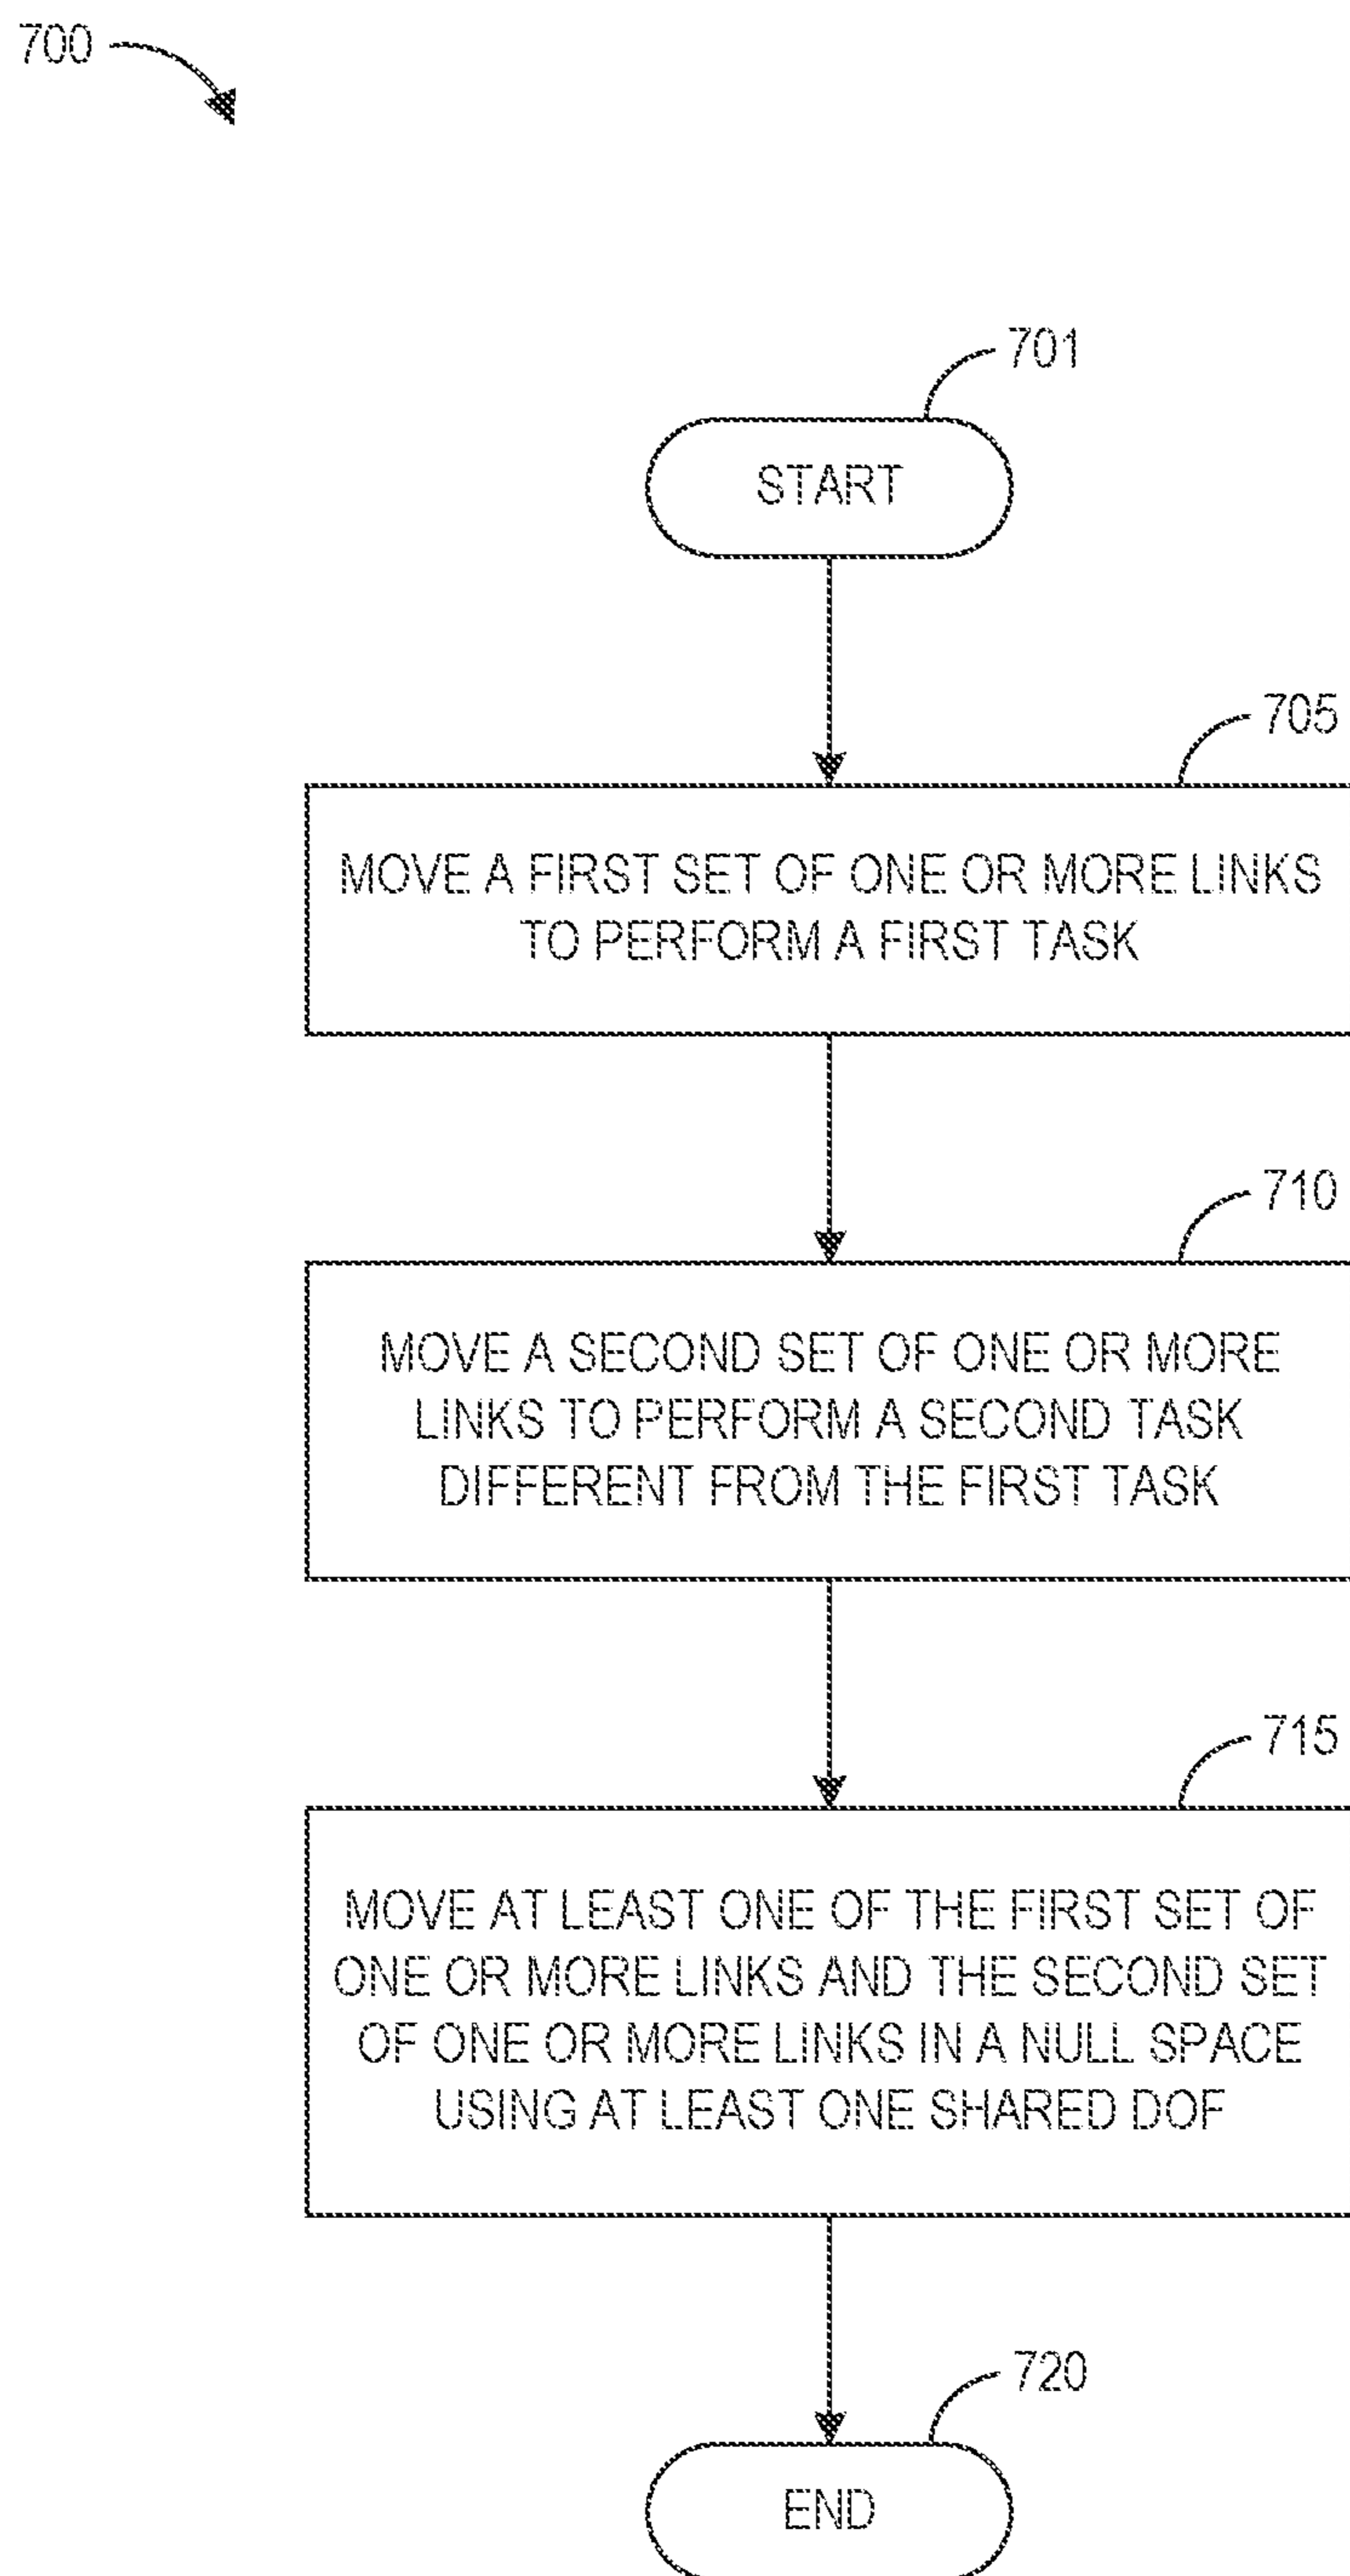 700
701
START
705
MOVE A FIRST SET OF ONE OR MORE LINKS
TO PERFORM A FIRST TASK
710
MOVE A SECOND SET OF ONE OR MORE
LINKS TO PERFORM A SECOND TASK
DIFFERENT FROM THE FIRST TASK
715
MOVE AT LEAST ONE OF THE FIRST SET OF
ONE OR MORE LINKS AND THE SECOND SET
OF ONE OR MORE LINKS IN A NULL SPACE
USING AT LEAST ONE SHARED DOF
720
END